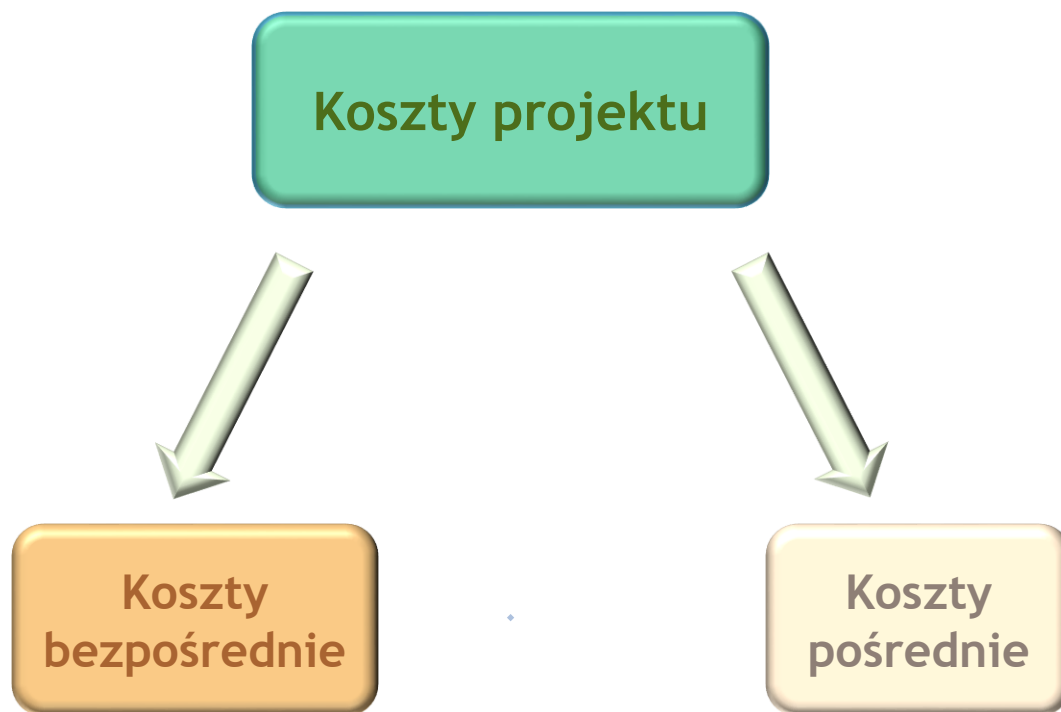 Koszty projektu
Koszty
bezpośrednie
Koszty
pośrednie